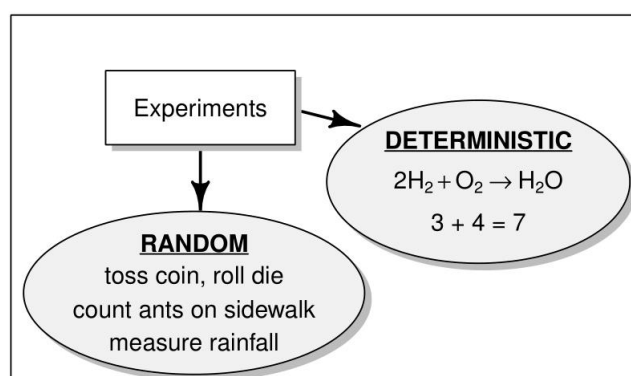 Experiments
DETERMINISTIC
2H₂ + O₂ → H₂O
3 + 4 = 7
RANDOM
toss coin, roll die
count ants on sidewalk
measure rainfall